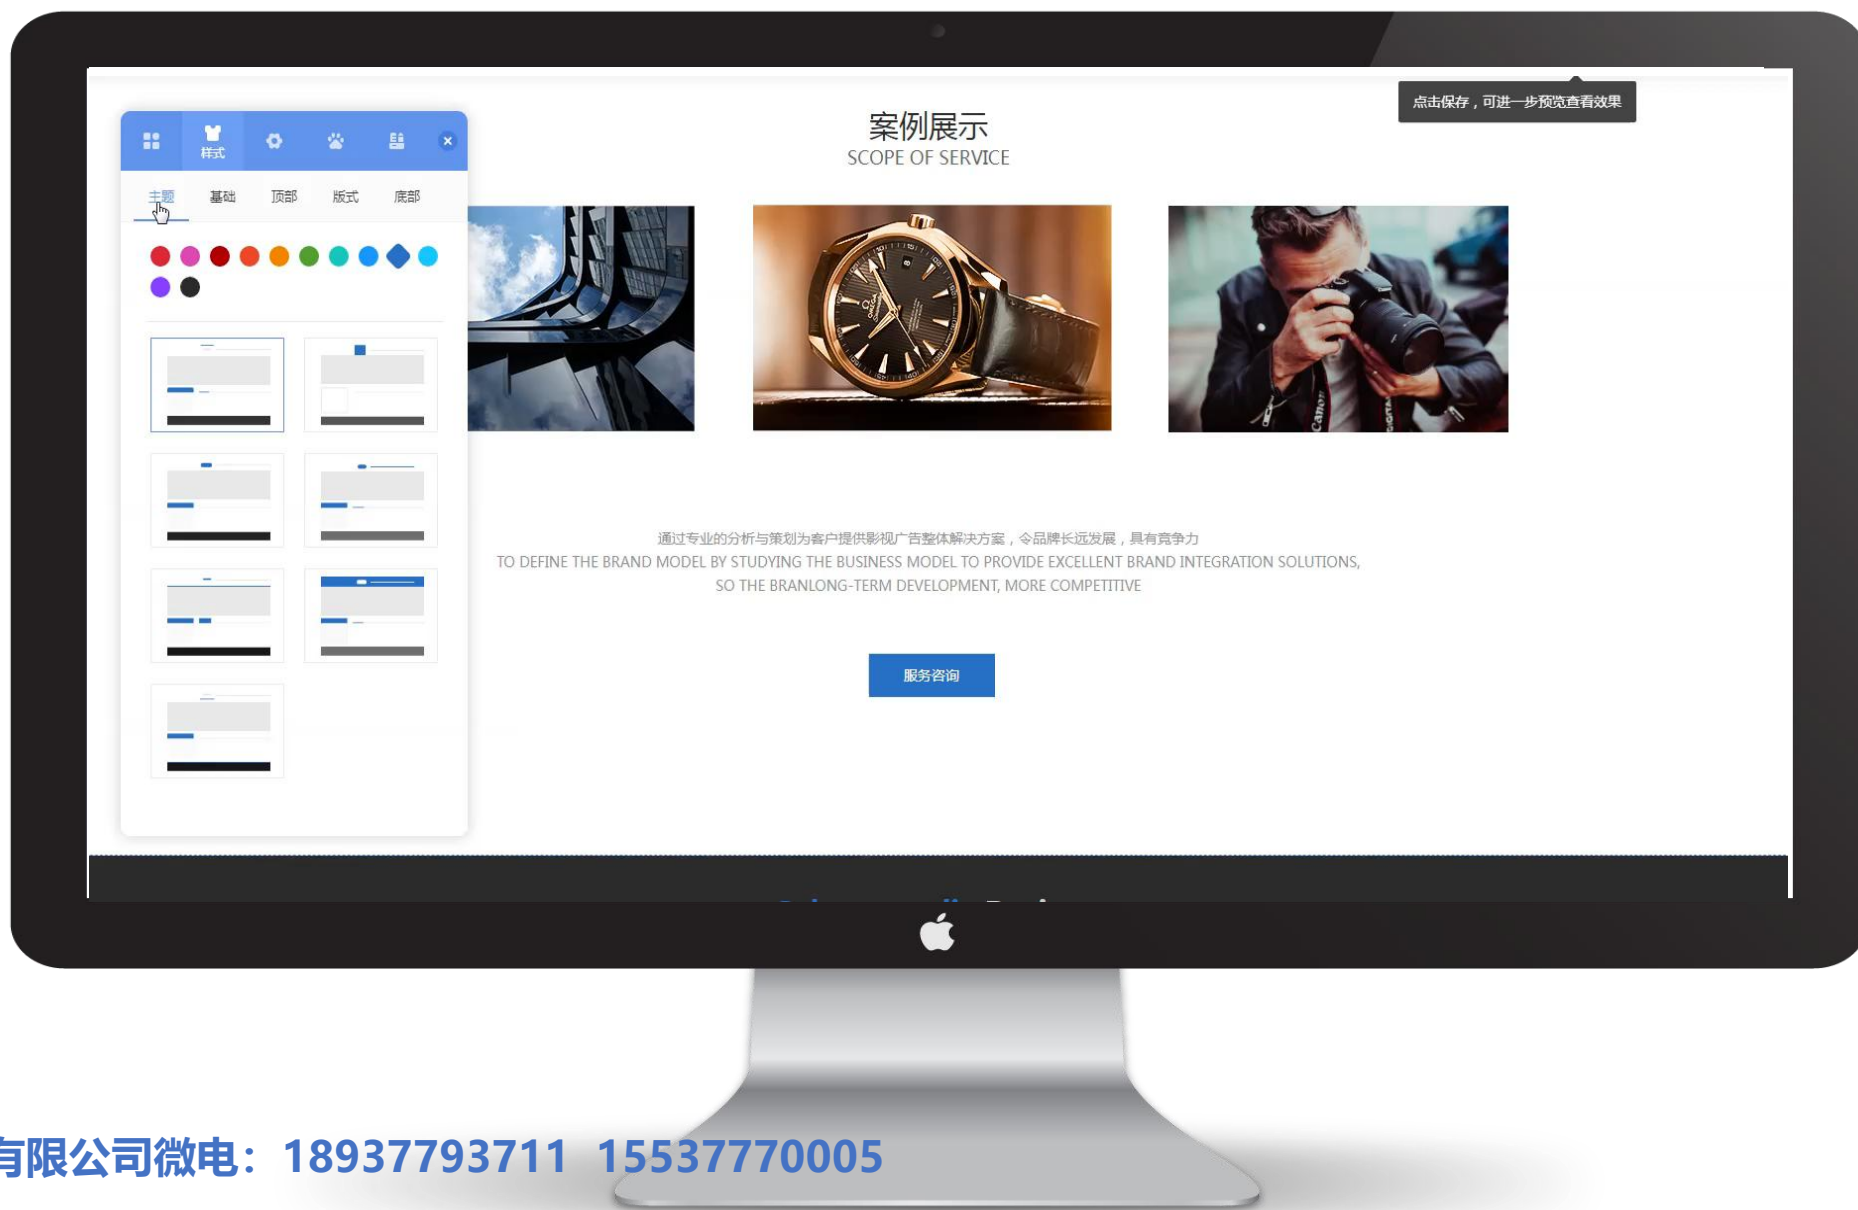 点击保存，可进一步预览查看效果
案例展示
SCOPE OF SERVICE
样式
主题 基础 顶部 版式 底部
OMEGA
Canon
DIGITAL
通过专业的分析与策划为客户提供影视广告整体解决方案，令品牌长远发展，具有竞争力
TO DEFINE THE BRAND MODEL BY STUDYING THE BUSINESS MODEL TO PROVIDE EXCELLENT BRAND INTEGRATION SOLUTIONS,
SO THE BRANLONG-TERM DEVELOPMENT, MORE COMPETITIVE
服务咨询
有限公司微电：18937793711 15537770005